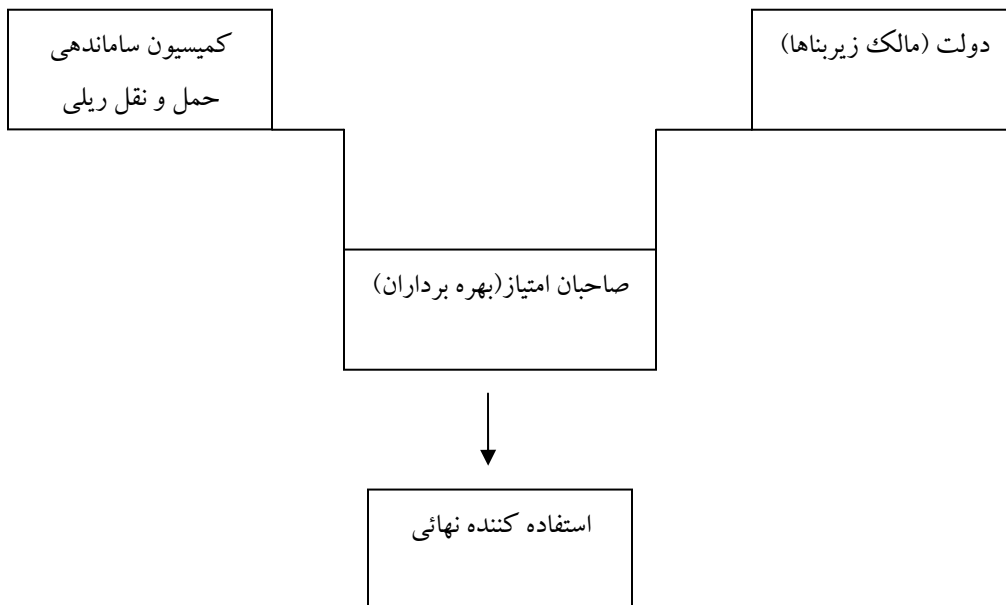 دولت (مالک زیربناها)
کمیسیون ساماندهی
حمل و نقل ریلی
صاحبان امتیاز(بهره برداران)
استفاده کننده نهائی